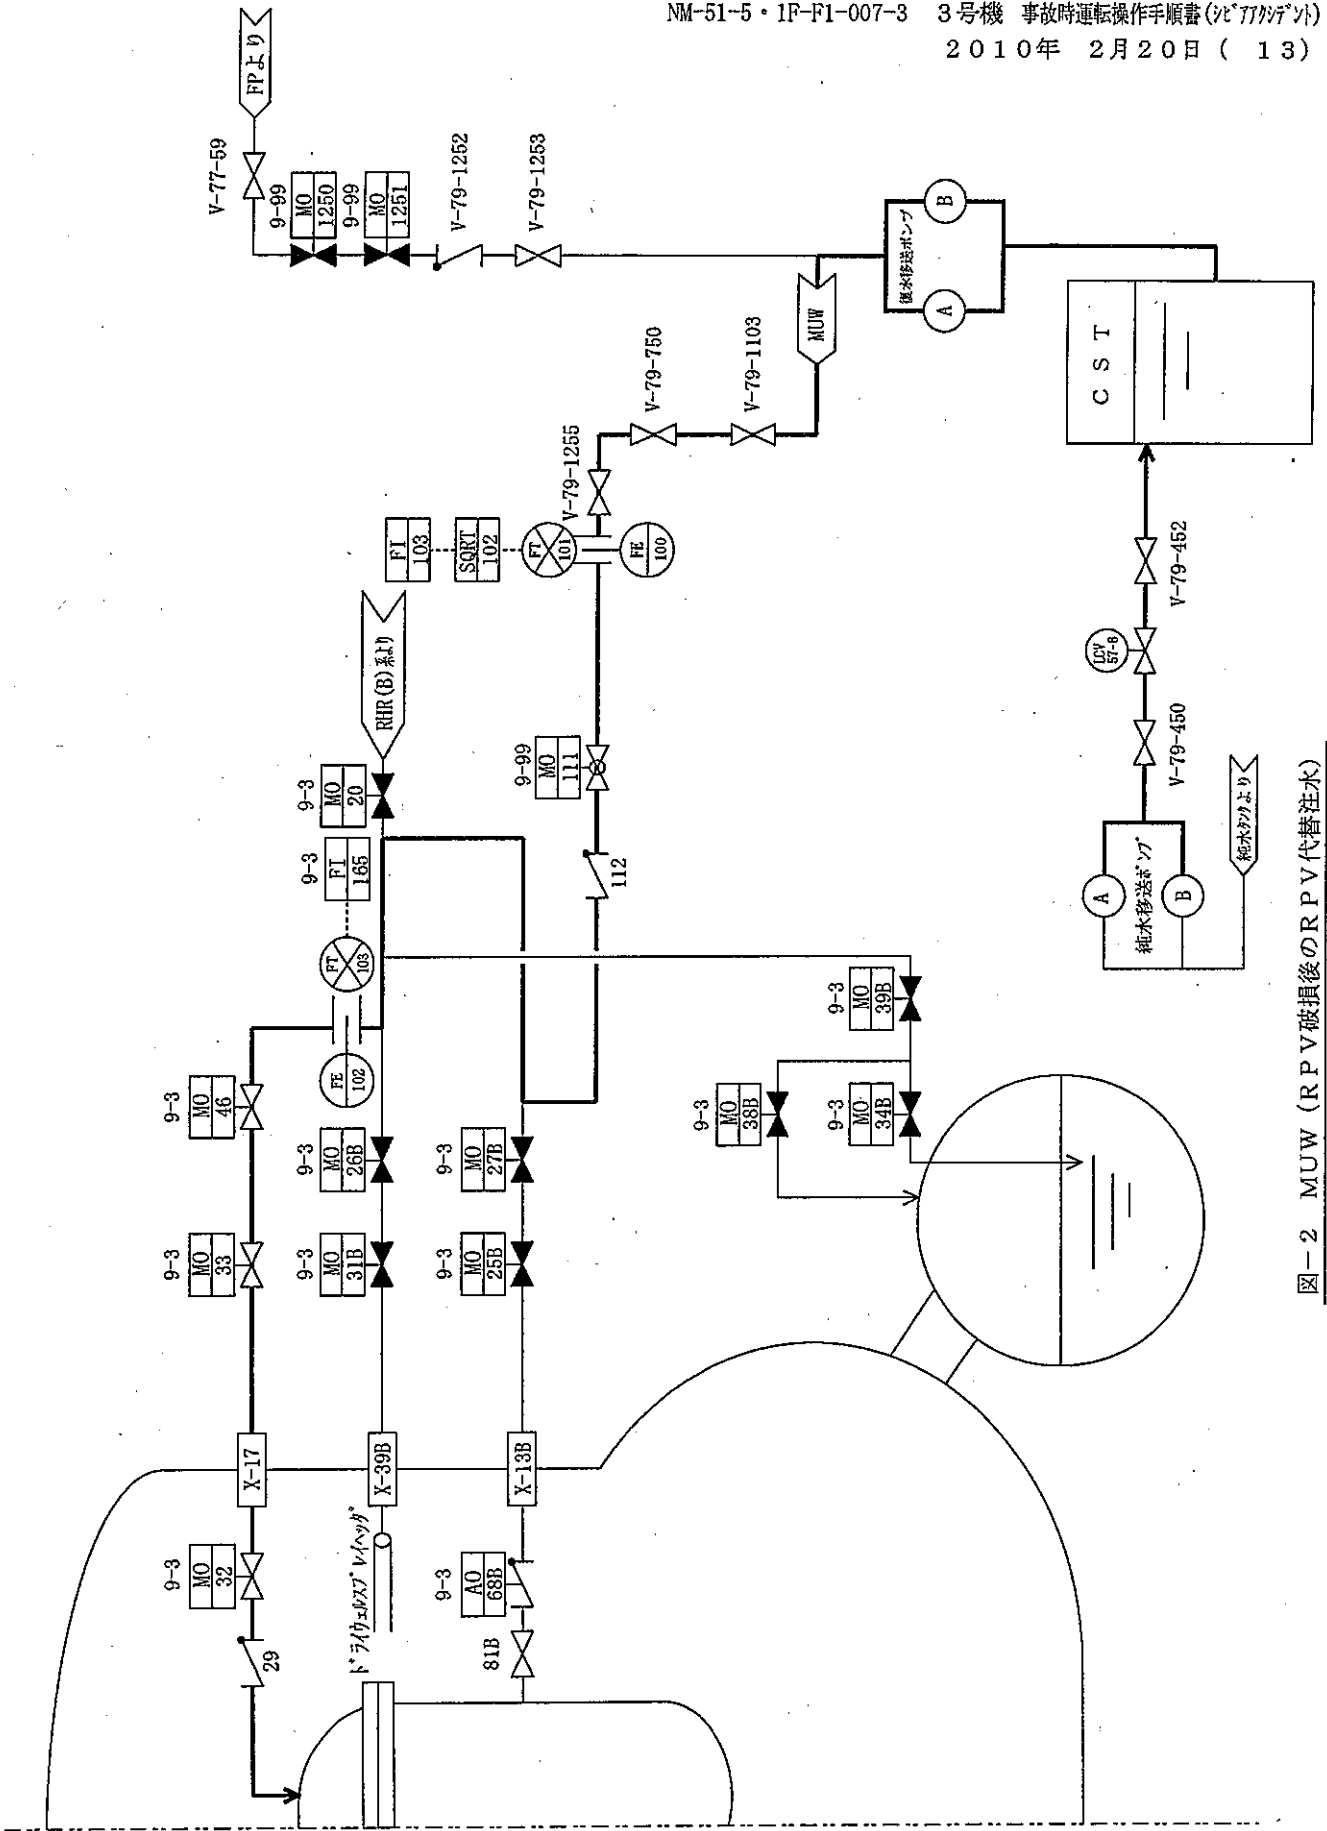 NM-51-5・1F-F1-007-3 3号機 事故時運転操作手順書(シビアアクシデント)
2010年 2月20日( 13)
FPより
V-77-59
9-99
MO
1250
9-99
MO
1251
V-79-1252
V-79-1253
復水移送ポンプ
A
B
MUW
CST
V-79-750
V-79-1103
V-79-1255
FI
103
SQRT
102
FT
101
FE
100
RHR(B)系より
9-3
MO
20
9-3
FI
165
FT
103
FE
102
9-99
MO
111
112
V-79-452
LCV
57-8
V-79-450
純水移送ポンプ
A
B
純水タンクより
9-3
MO
46
9-3
MO
33
9-3
MO
26B
9-3
MO
31B
9-3
MO
27B
9-3
MO
25B
9-3
MO
39B
9-3
MO
38B
9-3
MO
34B
X-17
X-39B
X-13B
9-3
MO
32
29
ドライウェルスプレイヘッダ
9-3
AO
68B
81B
図-2 MUW(RPV破損後のRPV代替注水)